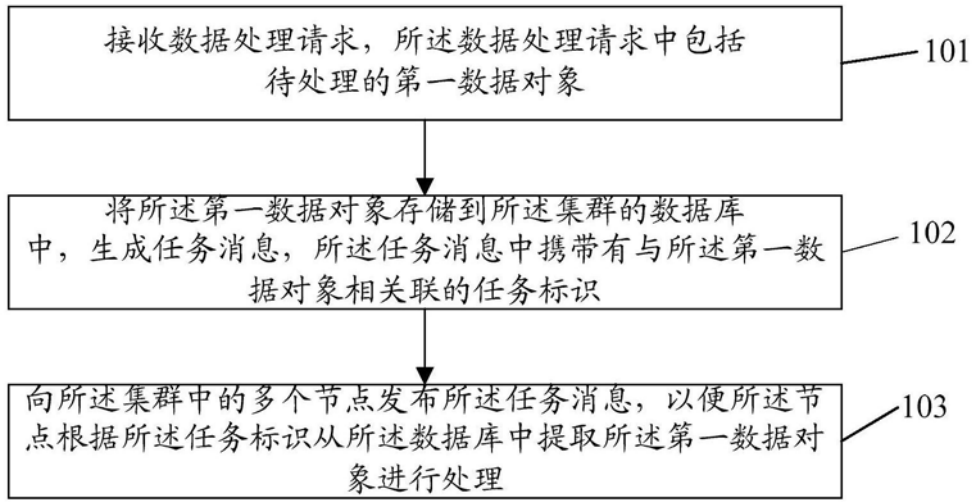 接收数据处理请求，所述数据处理请求中包括
待处理的第一数据对象
101
将所述第一数据对象存储到所述集群的数据库
中，生成任务消息，所述任务消息中携带有与所述第一数
据对象相关联的任务标识
102
向所述集群中的多个节点发布所述任务消息，以便所述节
点根据所述任务标识从所述数据库中提取所述第一数据对
象进行处理
103